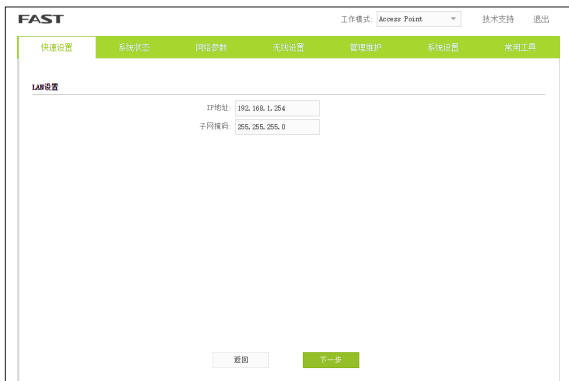 FAST 工作模式: Access Point 技术支持 退出
快速设置 系统状态 网络参数 无线设置 管理维护 系统设置 常用工具
LAN设置
IP地址: 192.168.1.254
子网掩码: 255.255.255.0
返回 下一步